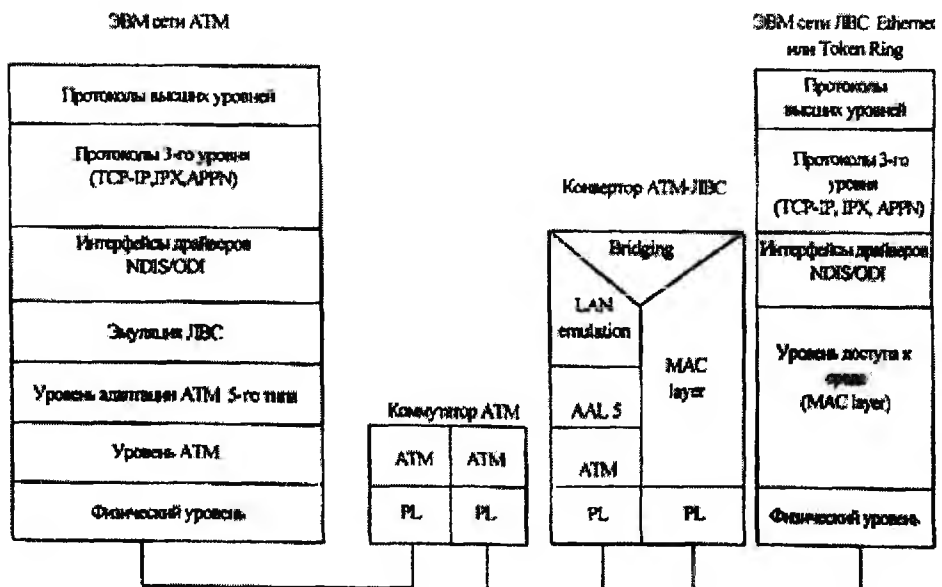 ЭВМ сети АТМ
Протоколы высших уровней
Протоколы 3-го уровня
(TCP-IP,IPX,APPN)
Интерфейсы драйверов
NDIS/ODI
Эмуляция ЛВС
Уровень адаптации АТМ 5-го типа
Уровень АТМ
Физический уровень
Коммутатор АТМ
АТМ
АТМ
PL
PL
Конвертор АТМ-ЛВС
Bridging
LAN
emulation
MAC
layer
AAL 5
АТМ
PL
PL
ЭВМ сети ЛВС Ethernet
или Token Ring
Протоколы
высших уровней
Протоколы 3-го
уровня
(TCP-IP, IPX, APPN)
Интерфейсы драйверов
NDIS/ODI
Уровень доступа к
среде
(MAC layer)
Физический уровень